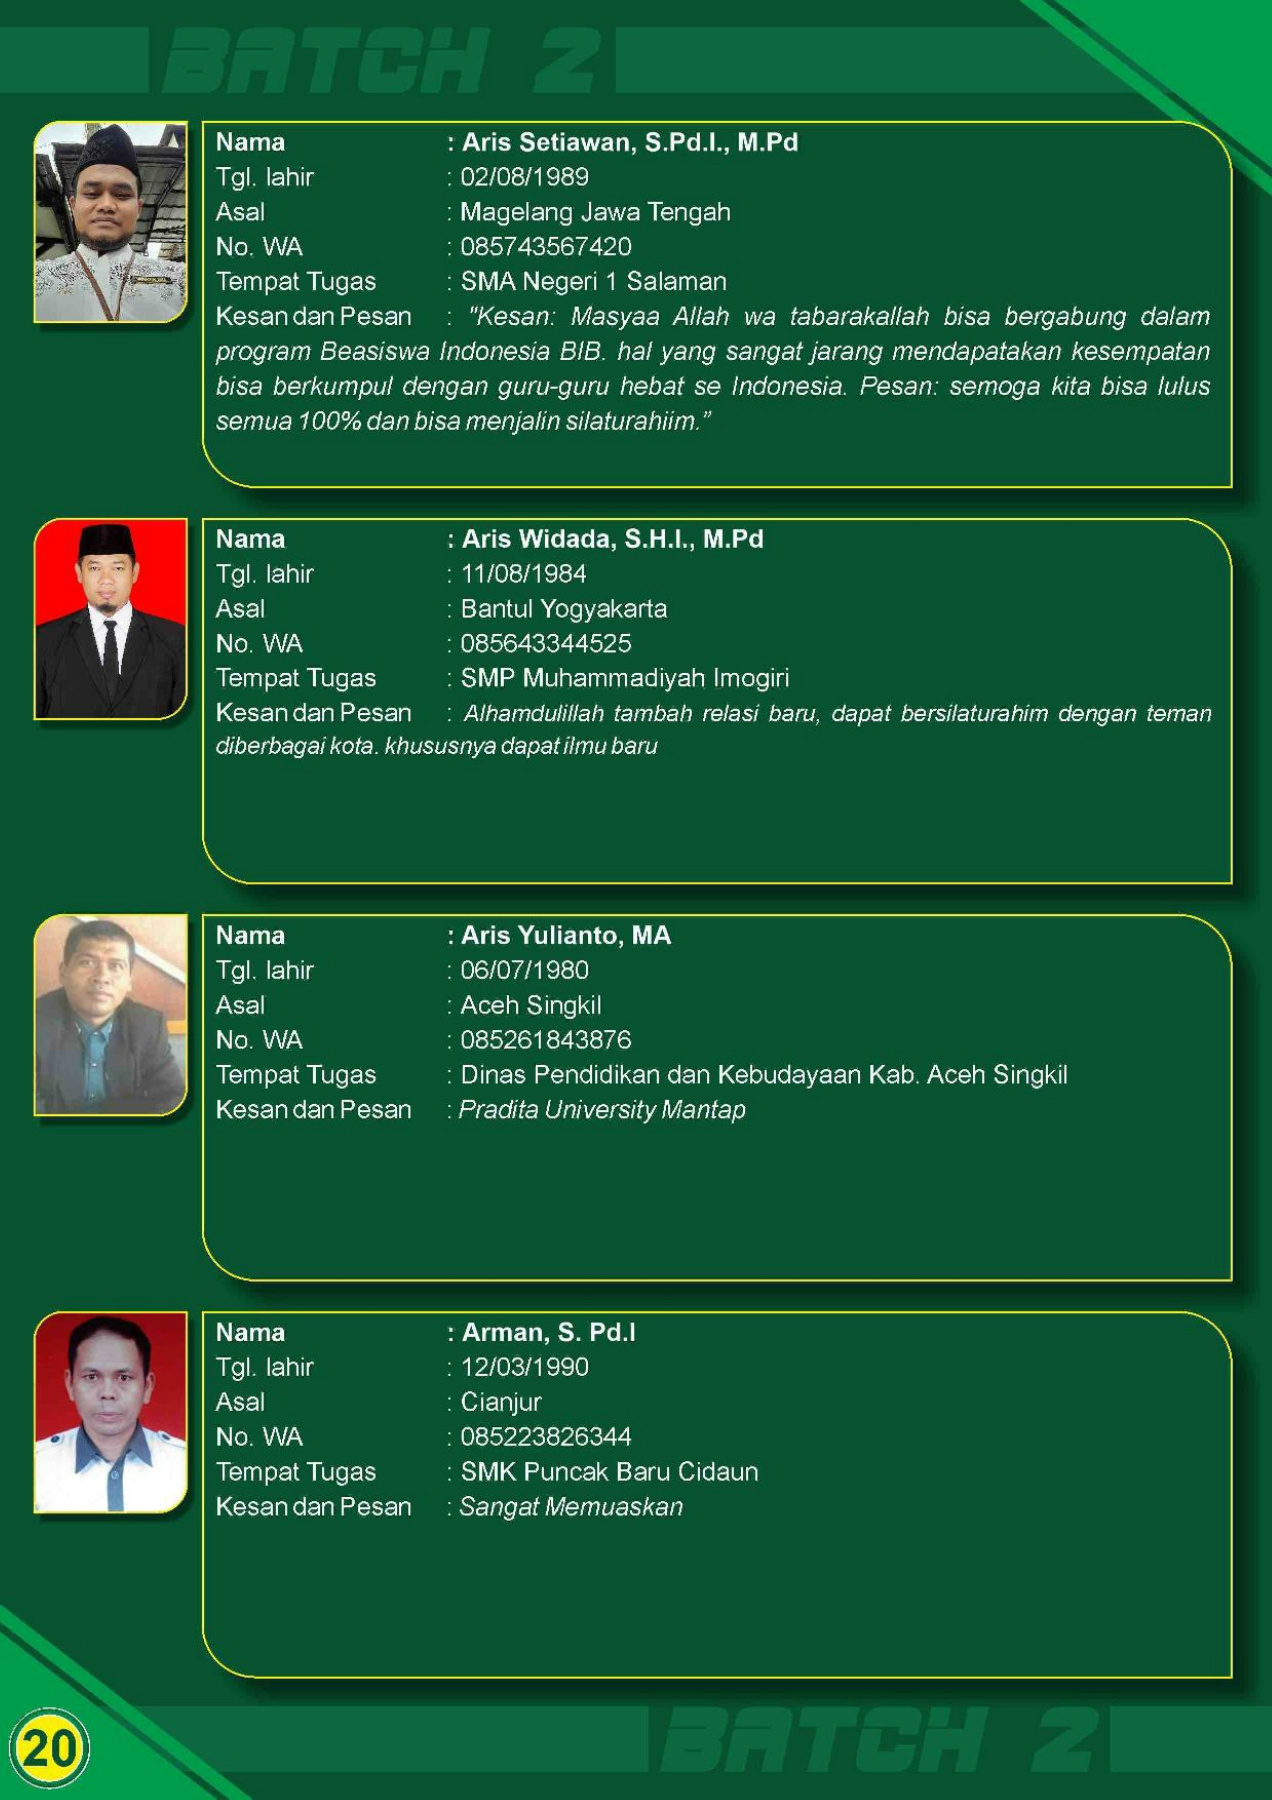 BATCH 2
Nama : Aris Setiawan, S.Pd.I., M.Pd
Tgl. lahir : 02/08/1989
Asal : Magelang Jawa Tengah
No. WA : 085743567420
Tempat Tugas : SMA Negeri 1 Salaman
Kesan dan Pesan : "Kesan: Masyaa Allah wa tabarakallah bisa bergabung dalam
program Beasiswa Indonesia BIB. hal yang sangat jarang mendapatakan kesempatan
bisa berkumpul dengan guru-guru hebat se Indonesia. Pesan: semoga kita bisa lulus
semua 100% dan bisa menjalin silaturahiim.”
Nama : Aris Widada, S.H.I., M.Pd
Tgl. lahir : 11/08/1984
Asal : Bantul Yogyakarta
No. WA : 085643344525
Tempat Tugas : SMP Muhammadiyah Imogiri
Kesan dan Pesan : Alhamdulillah tambah relasi baru, dapat bersilaturahim dengan teman
diberbagai kota. khususnya dapat ilmu baru
Nama : Aris Yulianto, MA
Tgl. lahir : 06/07/1980
Asal : Aceh Singkil
No. WA : 085261843876
Tempat Tugas : Dinas Pendidikan dan Kebudayaan Kab. Aceh Singkil
Kesan dan Pesan : Pradita University Mantap
Nama : Arman, S. Pd.I
Tgl. lahir : 12/03/1990
Asal : Cianjur
No. WA : 085223826344
Tempat Tugas : SMK Puncak Baru Cidaun
Kesan dan Pesan : Sangat Memuaskan
20
BATCH 2